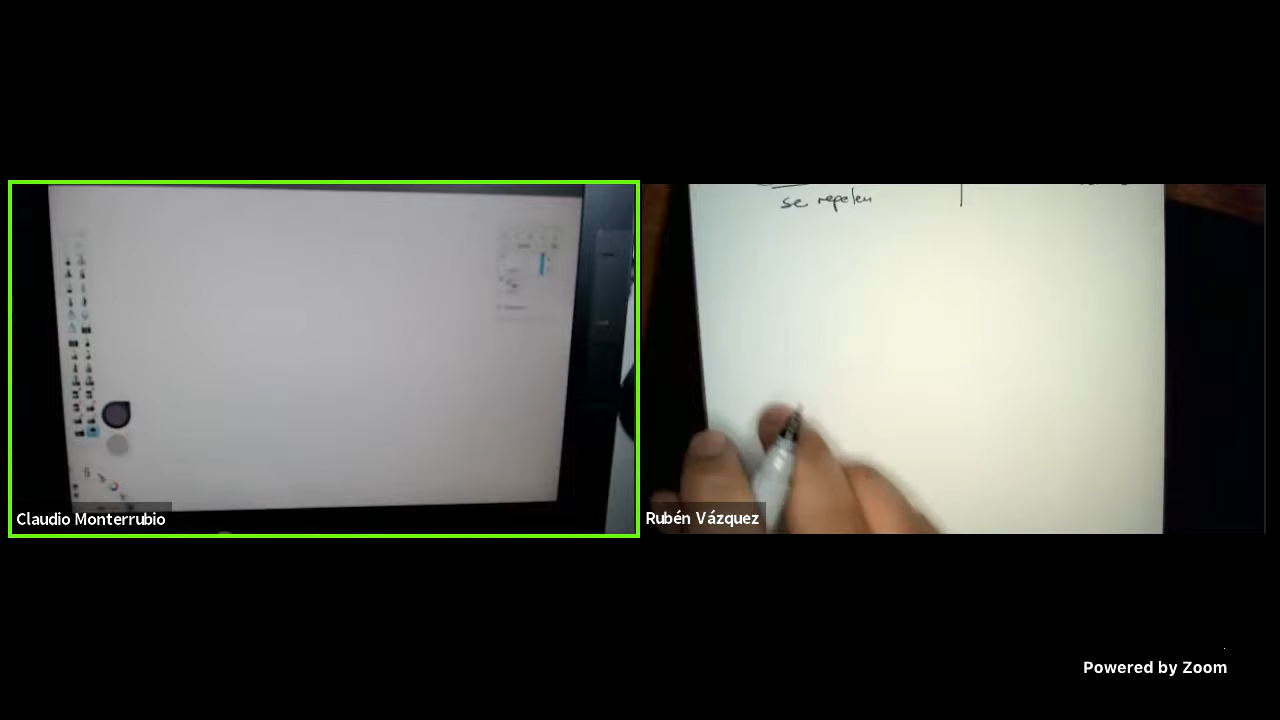 se repelen
Claudio Monterrubio
Rubén Vázquez
Powered by Zoom